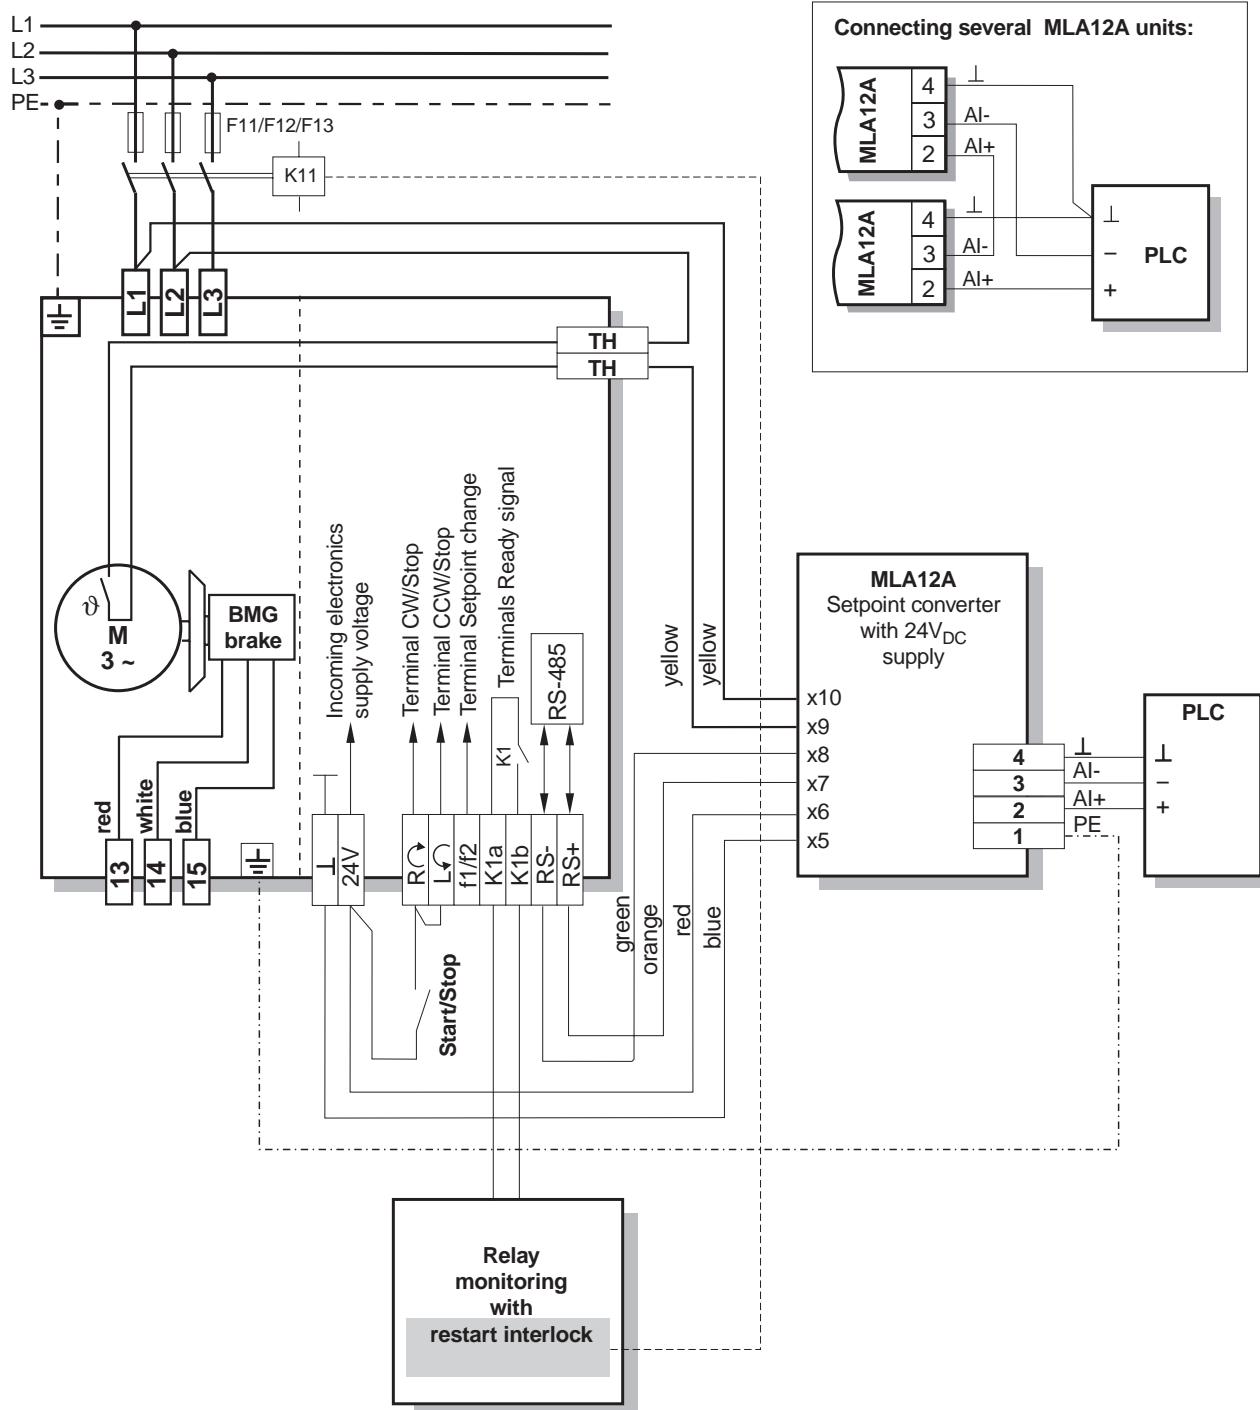 L1
L2
L3
PE
F11/F12/F13
K11
Connecting several MLA12A units:
MLA12A
4
3
2
⊥
AI-
AI+
MLA12A
4
3
2
⊥
AI-
AI+
⊥
−
+
PLC
L1
L2
L3
TH
TH
ϑ
M
3 ~
BMG
brake
red
white
blue
13
14
15
Incoming electronics
supply voltage
Terminal CW/Stop
Terminal CCW/Stop
Terminal Setpoint change
Terminals Ready signal
K1
RS-485
⊥
24V
R
L
f1/f2
K1a
K1b
RS-
RS+
Start/Stop
yellow
yellow
green
orange
red
blue
MLA12A
Setpoint converter
with 24VDC
supply
x10
x9
x8
x7
x6
x5
4
3
2
1
⊥
AI-
AI+
PE
PLC
⊥
−
+
Relay
monitoring
with
restart interlock